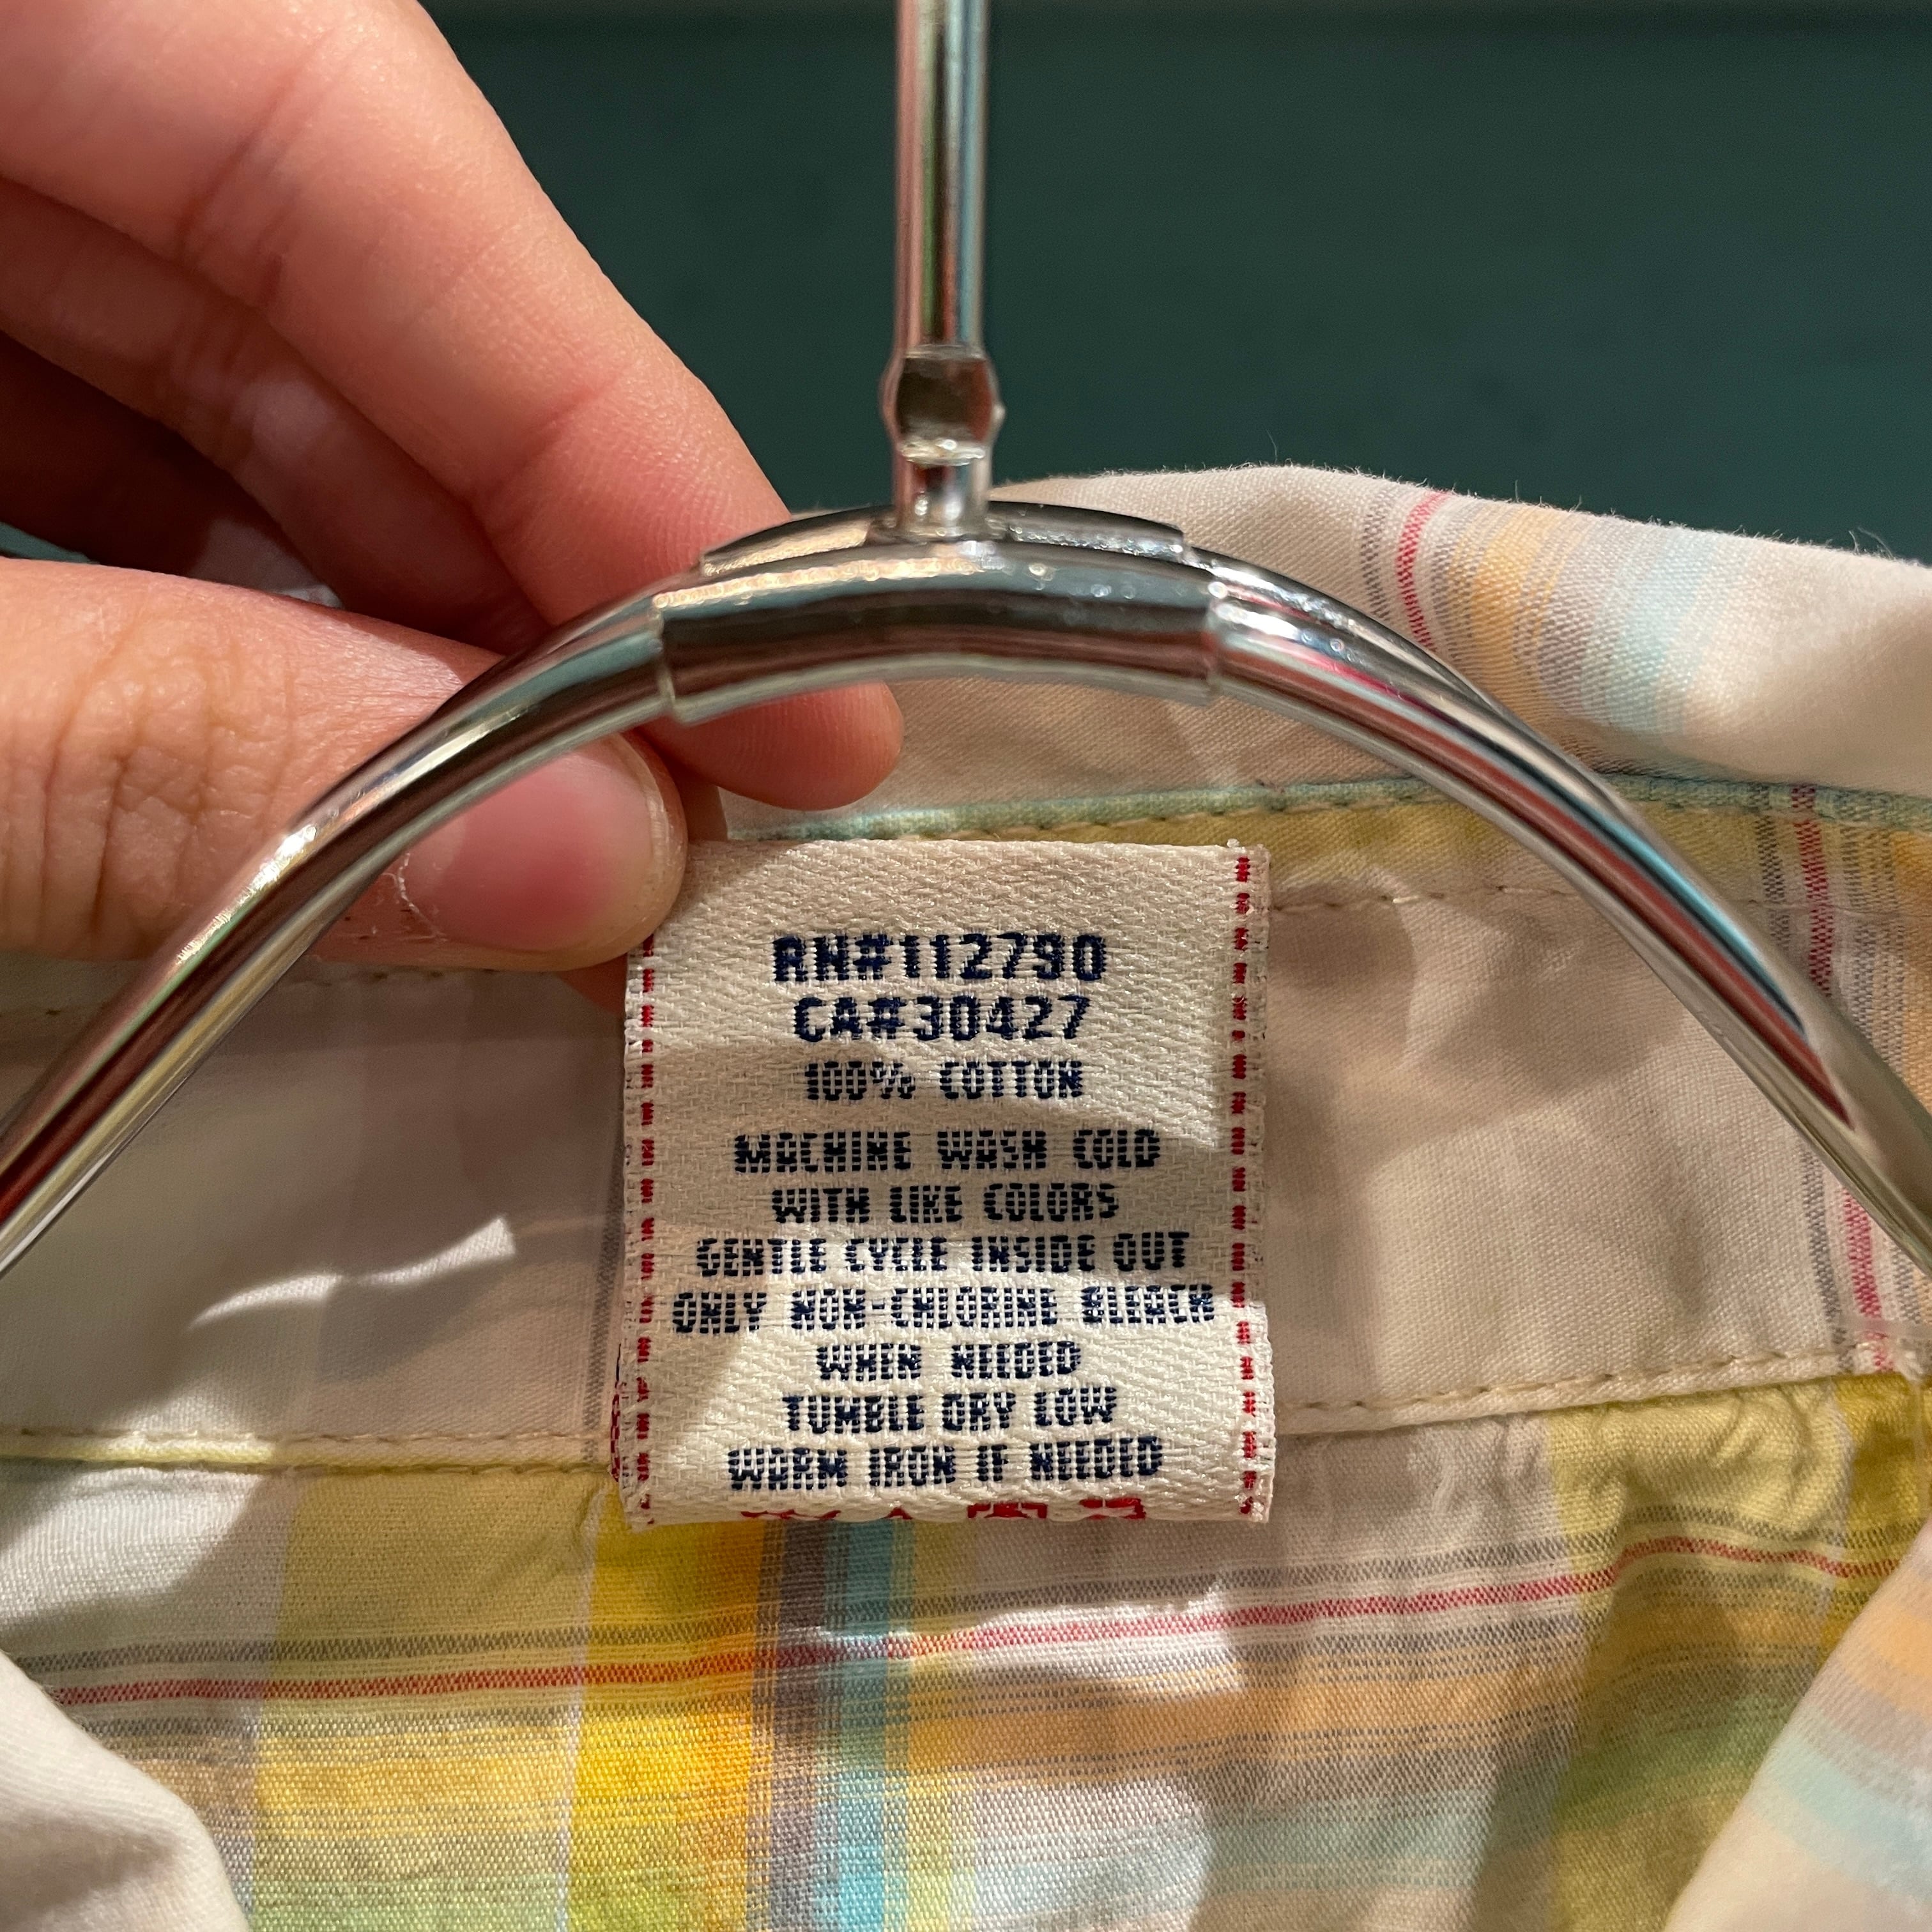 RN#112790
CA#30427
100% COTTON
MACHINE WASH COLD
WITH LIKE COLORS
GENTLE CYCLE INSIDE OUT
ONLY NON-CHLORINE BLEACH
WHEN NEEDED
TUMBLE DRY LOW
WARM IRON IF NEEDED